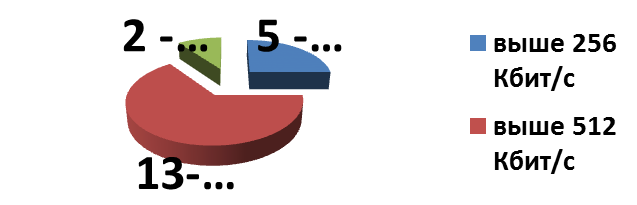 2 -...
5 -...
13-...
выше 256
Кбит/с
выше 512
Кбит/с